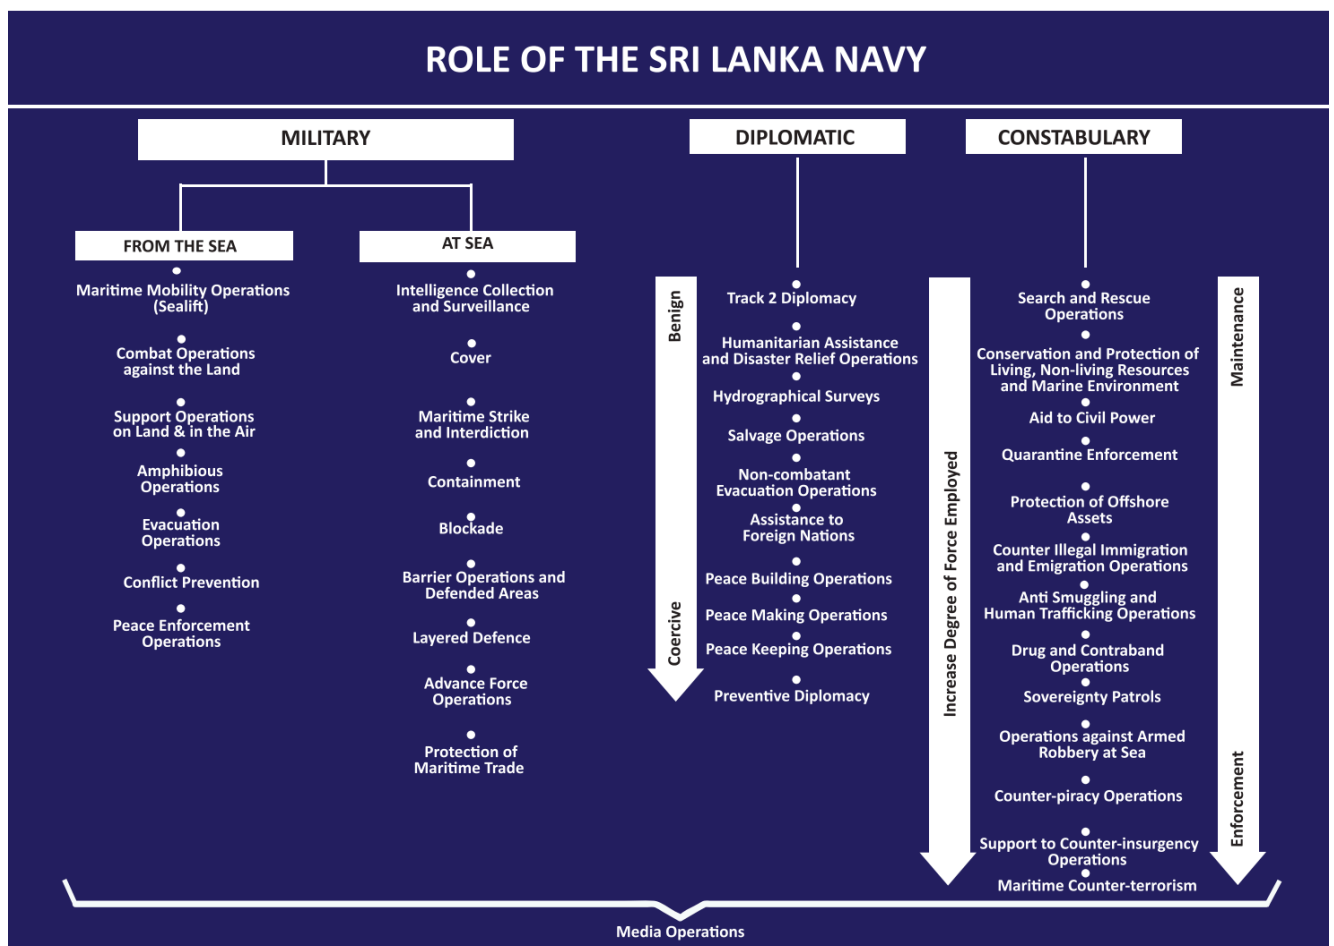 ROLE OF THE SRI LANKA NAVY
MILITARY
FROM THE SEA
Maritime Mobility Operations
(Sealift)
Combat Operations
against the Land
Support Operations
on Land & in the Air
Amphibious
Operations
Evacuation
Operations
Conflict Prevention
Peace Enforcement
Operations
AT SEA
Intelligence Collection
and Surveillance
Cover
Maritime Strike
and Interdiction
Containment
Blockade
Barrier Operations and
Defended Areas
Layered Defence
Advance Force
Operations
Protection of
Maritime Trade
DIPLOMATIC
Benign
Coercive
Track 2 Diplomacy
Humanitarian Assistance
and Disaster Relief Operations
Hydrographical Surveys
Salvage Operations
Non-combatant
Evacuation Operations
Assistance to
Foreign Nations
Peace Building Operations
Peace Making Operations
Peace Keeping Operations
Preventive Diplomacy
CONSTABULARY
Increase Degree of Force Employed
Search and Rescue
Operations
Conservation and Protection of
Living, Non-living Resources
and Marine Environment
Aid to Civil Power
Quarantine Enforcement
Protection of Offshore
Assets
Counter Illegal Immigration
and Emigration Operations
Anti Smuggling and
Human Trafficking Operations
Drug and Contraband
Operations
Sovereignty Patrols
Operations against Armed
Robbery at Sea
Counter-piracy Operations
Support to Counter-insurgency
Operations
Maritime Counter-terrorism
Maintenance
Enforcement
Media Operations